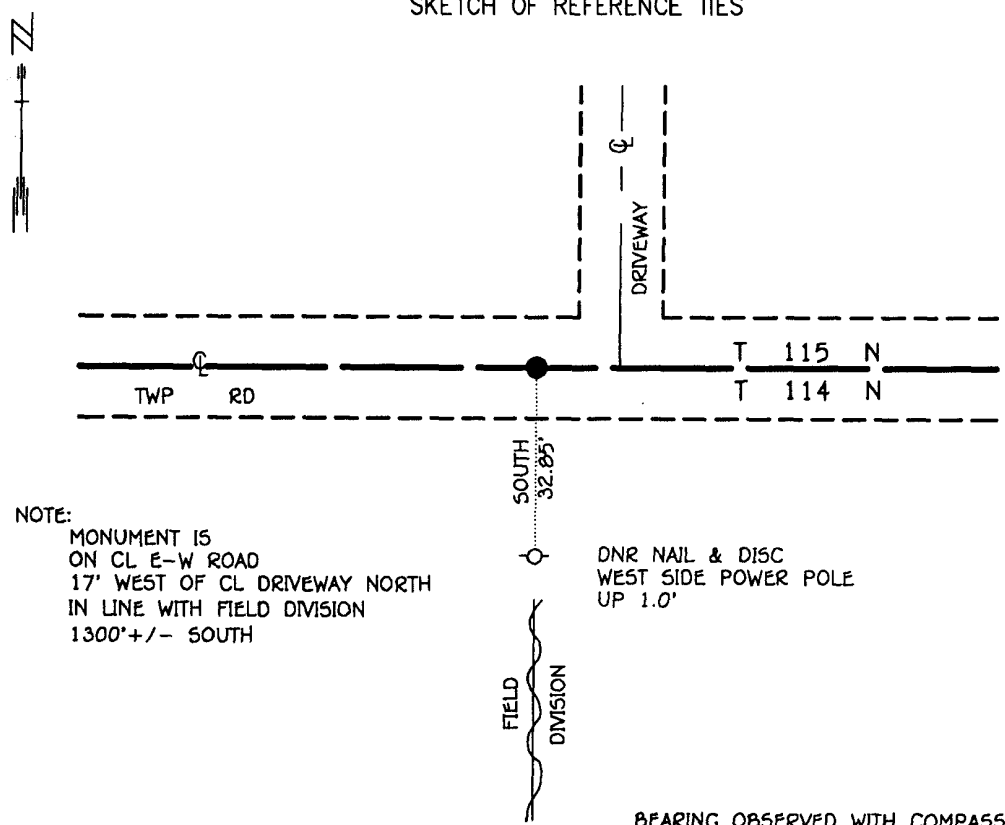 SKETCH OF REFERENCE TIES
N
℄
DRIVEWAY
℄
T 115 N
T 114 N
TWP RD
SOUTH
32.85'
NOTE:
MONUMENT IS
ON CL E-W ROAD
17' WEST OF CL DRIVEWAY NORTH
IN LINE WITH FIELD DIVISION
1300'+/- SOUTH
DNR NAIL & DISC
WEST SIDE POWER POLE
UP 1.0'
FIELD
DIVISION
BEARING OBSERVED WITH COMPASS